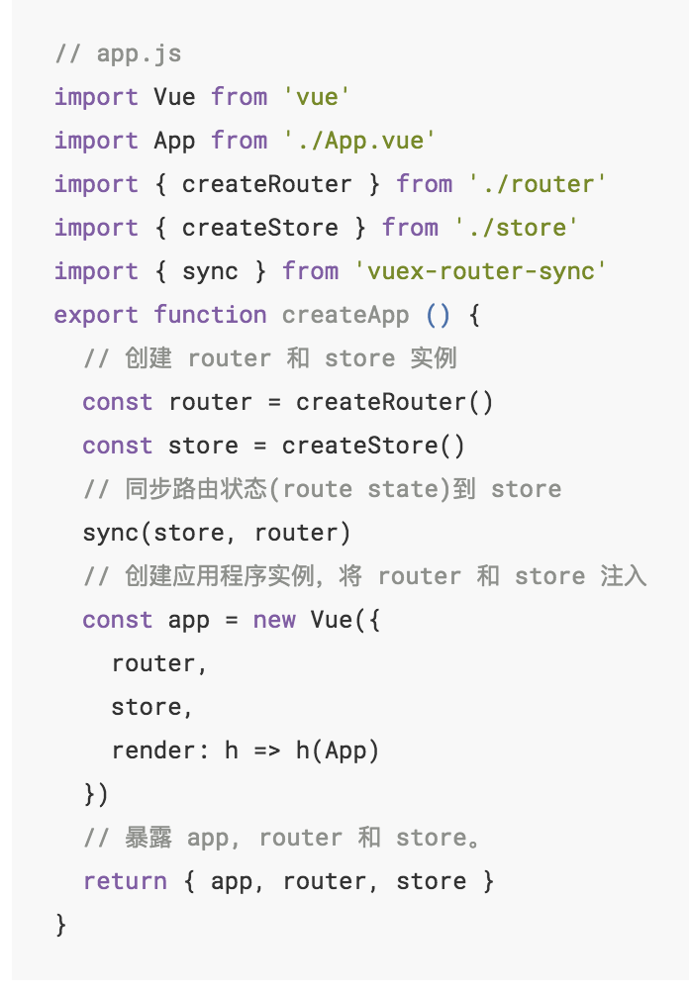 // app.js
import Vue from 'vue'
import App from './App.vue'
import { createRouter } from './router'
import { createStore } from './store'
import { sync } from 'vuex-router-sync'
export function createApp () {
  // 创建 router 和 store 实例
  const router = createRouter()
  const store = createStore()
  // 同步路由状态(route state)到 store
  sync(store, router)
  // 创建应用程序实例，将 router 和 store 注入
  const app = new Vue({
    router,
    store,
    render: h => h(App)
  })
  // 暴露 app, router 和 store。
  return { app, router, store }
}